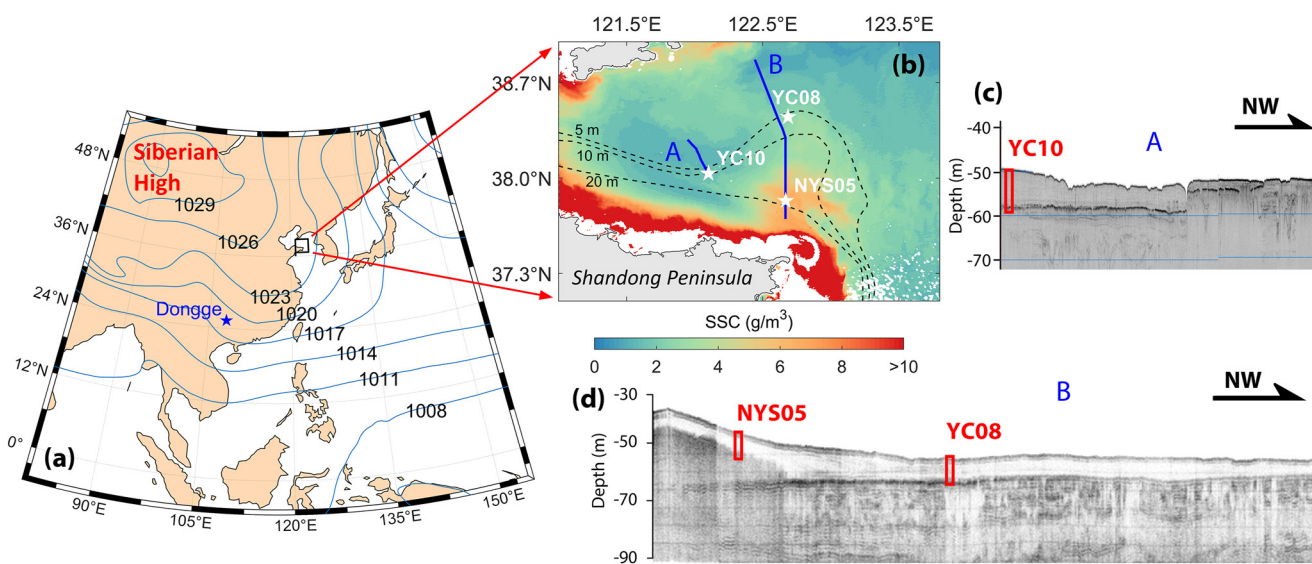 121.5°E
122.5°E
123.5°E
38.7°N
38.0°N
37.3°N
B
(b)
YC08
5 m
10 m
A
YC10
20 m
NYS05
Shandong Peninsula
SSC (g/m³)
0
2
4
6
8
>10
48°N
36°N
24°N
12°N
0°
Siberian
High
1029
1026
1023
Dongge
1020
1017
1014
1011
1008
(a)
90°E
105°E
120°E
135°E
150°E
(c)
NW
A
-40
YC10
-50
-60
-70
Depth (m)
(d)
B
NW
-30
NYS05
YC08
-50
-70
-90
Depth (m)